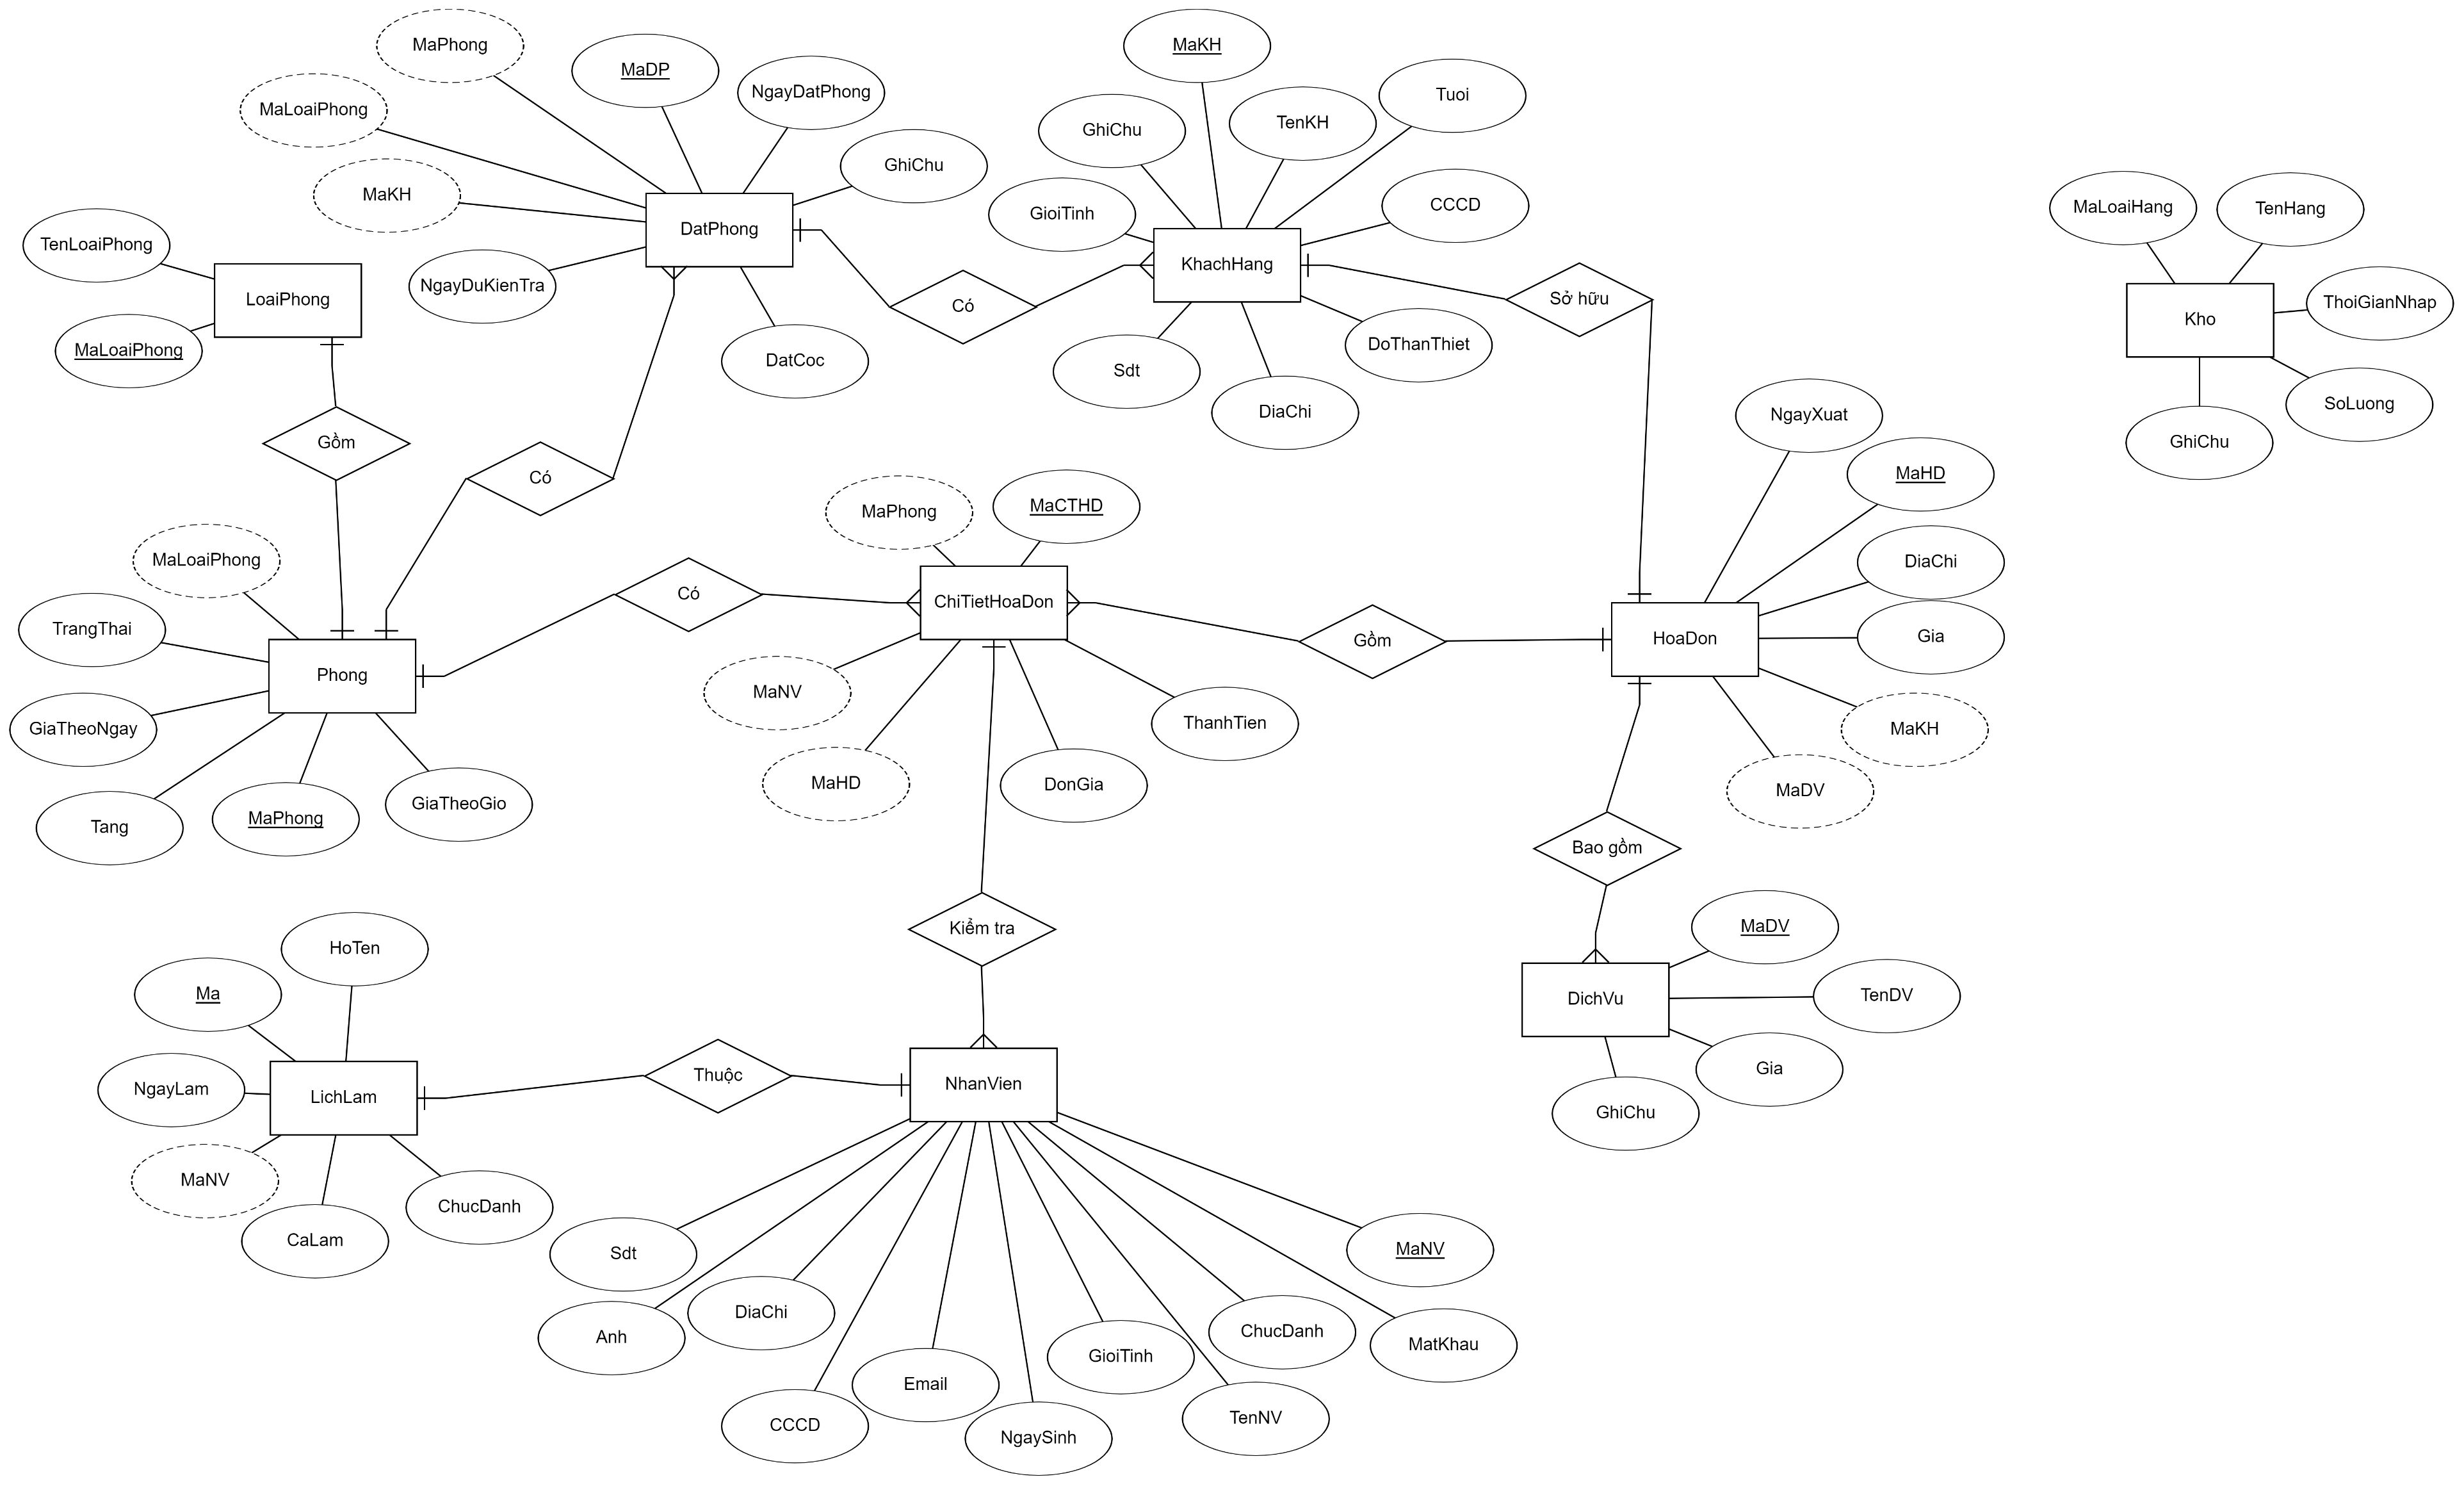 MaPhong
MaDP
NgayDatPhong
MaLoaiPhong
GhiChu
MaKH
DatPhong
NgayDuKienTra
DatCoc
TenLoaiPhong
LoaiPhong
MaLoaiPhong
Gồm
Có
Có
MaKH
Tuoi
GhiChu
TenKH
GioiTinh
CCCD
KhachHang
Sdt
DiaChi
DoThanThiet
Sở hữu
MaLoaiHang
TenHang
Kho
ThoiGianNhap
SoLuong
GhiChu
MaLoaiPhong
TrangThai
Phong
GiaTheoNgay
Tang
MaPhong
GiaTheoGio
Có
MaPhong
MaCTHD
ChiTietHoaDon
MaNV
MaHD
DonGia
ThanhTien
Gồm
NgayXuat
MaHD
DiaChi
HoaDon
Gia
MaKH
MaDV
Bao gồm
Kiểm tra
MaDV
DichVu
TenDV
Gia
GhiChu
HoTen
Ma
NgayLam
LichLam
MaNV
CaLam
ChucDanh
Thuộc
NhanVien
Sdt
Anh
DiaChi
CCCD
Email
NgaySinh
GioiTinh
TenNV
ChucDanh
MatKhau
MaNV